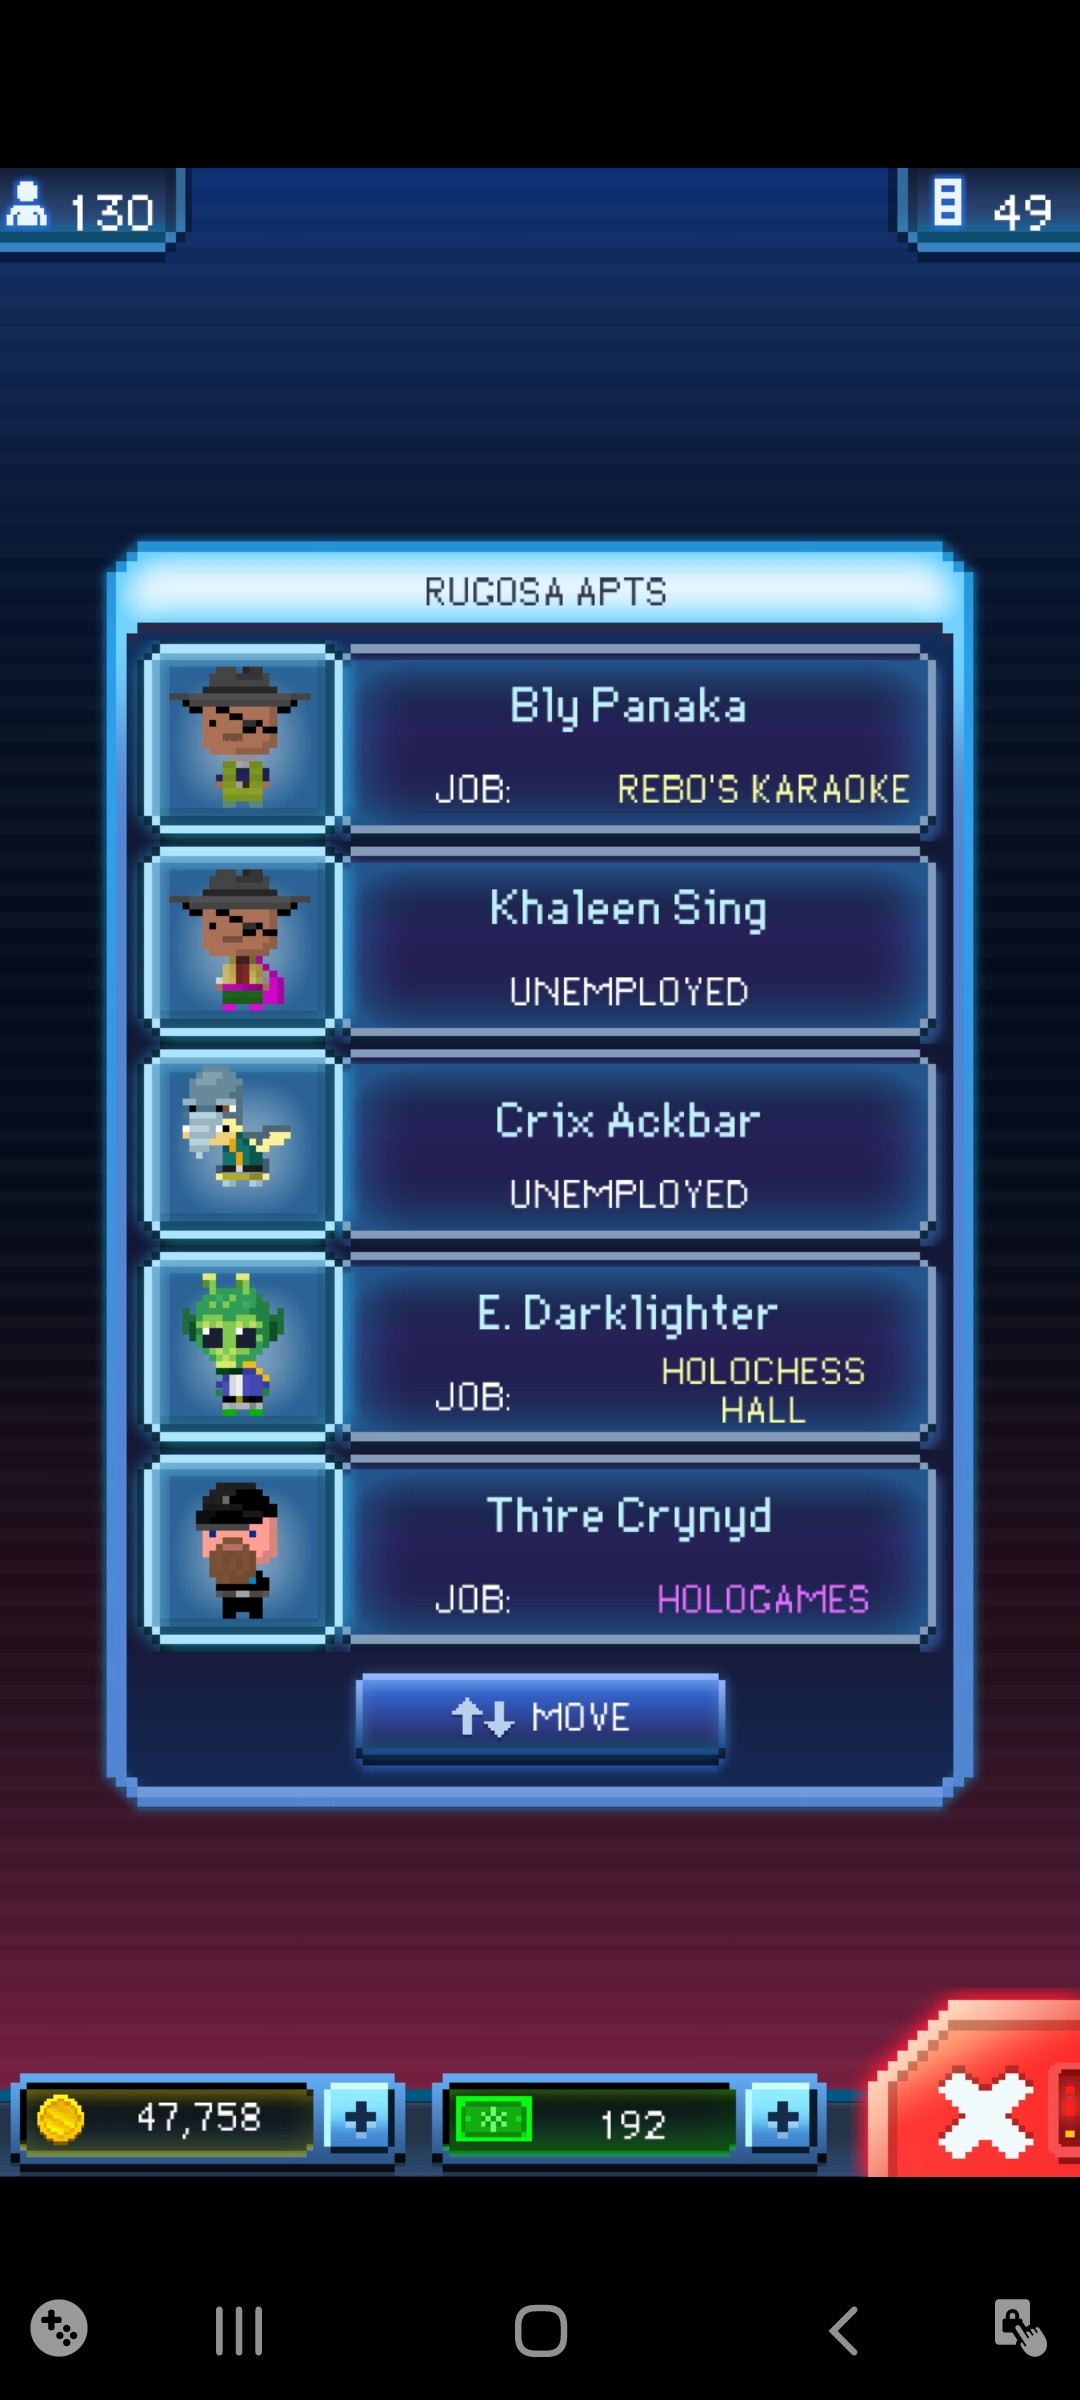 130
49
RUGOSA APTS
Bly Panaka
JOB: REBO'S KARAOKE
Khaleen Sing
UNEMPLOYED
Crix Ackbar
UNEMPLOYED
E. Darklighter
JOB: HOLOCHESS
HALL
Thire Crynyd
JOB: HOLOGAMES
MOVE
47,758
192